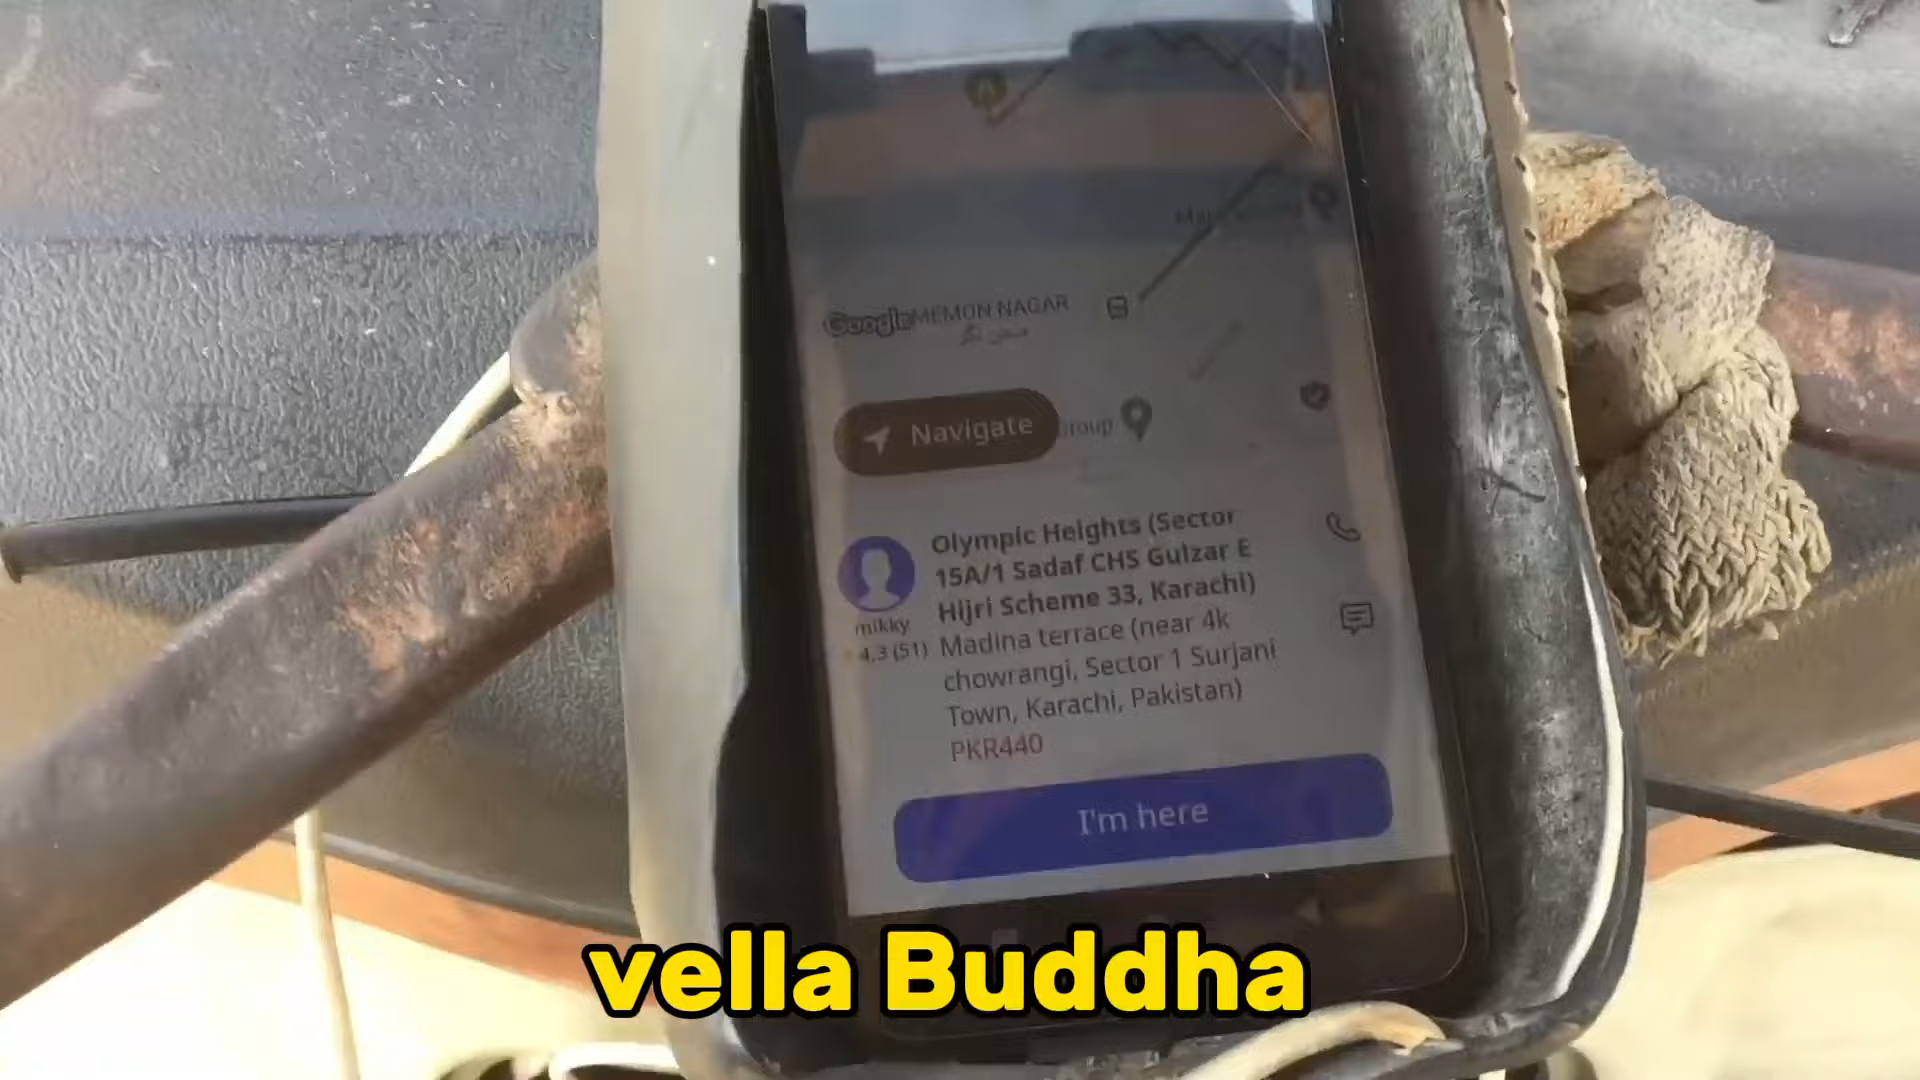 Google MEMON NAGAR
Navigate
Group
Olympic Heights (Sector
15A/1 Sadaf CHS Gulzar E
Hijri Scheme 33, Karachi)
mikky
4.3 (51)
Madina terrace (near 4k
chowrangi, Sector 1 Surjani
Town, Karachi, Pakistan)
PKR440
I'm here
vella Buddha